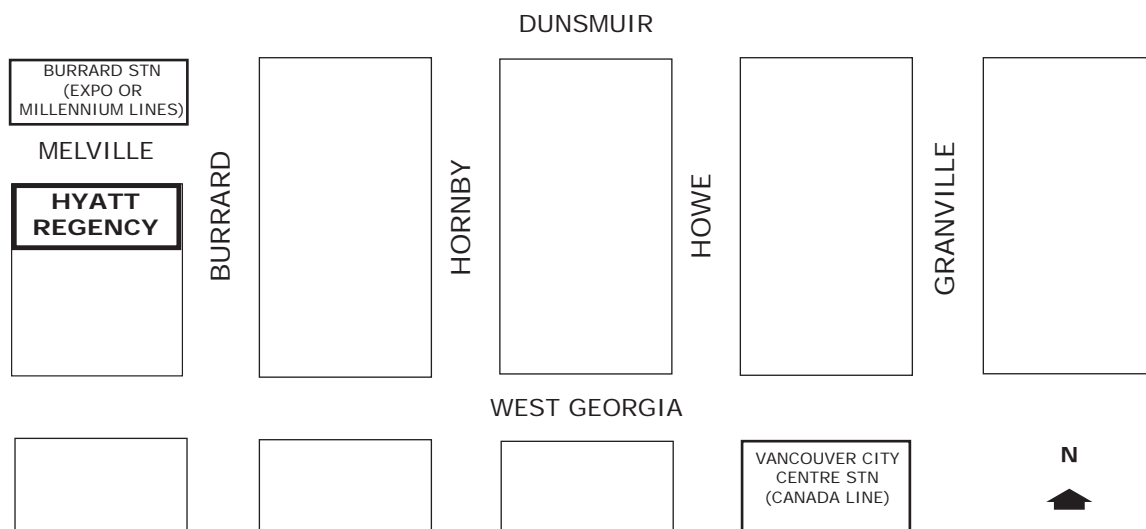 DUNSMUIR
BURRARD STN
(EXPO OR
MILLENNIUM LINES)
MELVILLE
HYATT
REGENCY
BURRARD
HORNBY
HOWE
GRANVILLE
WEST GEORGIA
VANCOUVER CITY
CENTRE STN
(CANADA LINE)
N